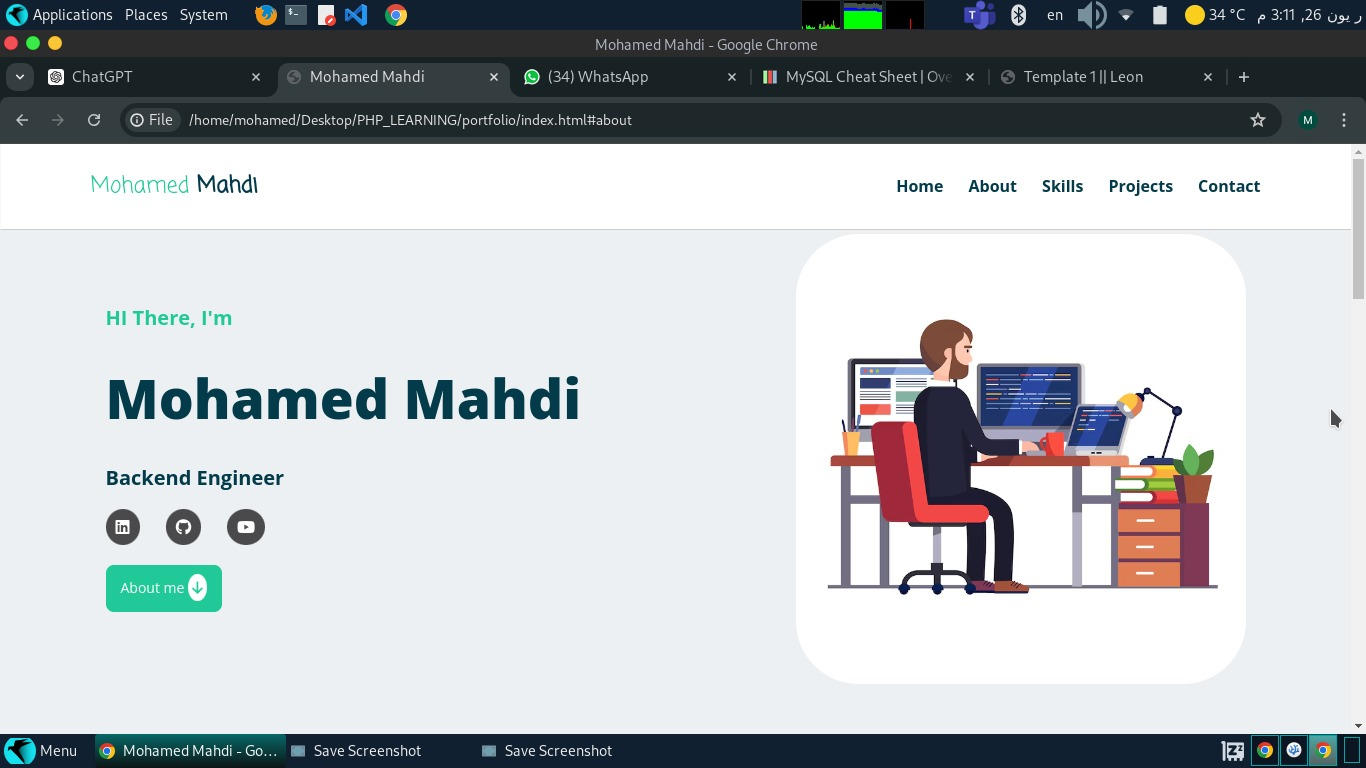 Applications Places System en 34 °C ر يون 26, 3:11 م
Mohamed Mahdi - Google Chrome
ChatGPT Mohamed Mahdi (34) WhatsApp MySQL Cheat Sheet | Ove Template 1 || Leon
File /home/mohamed/Desktop/PHP_LEARNING/portfolio/index.html#about M
Mohamed Mahdi Home About Skills Projects Contact
HI There, I'm
Mohamed Mahdi
Backend Engineer
About me
Menu Mohamed Mahdi - Go... Save Screenshot Save Screenshot